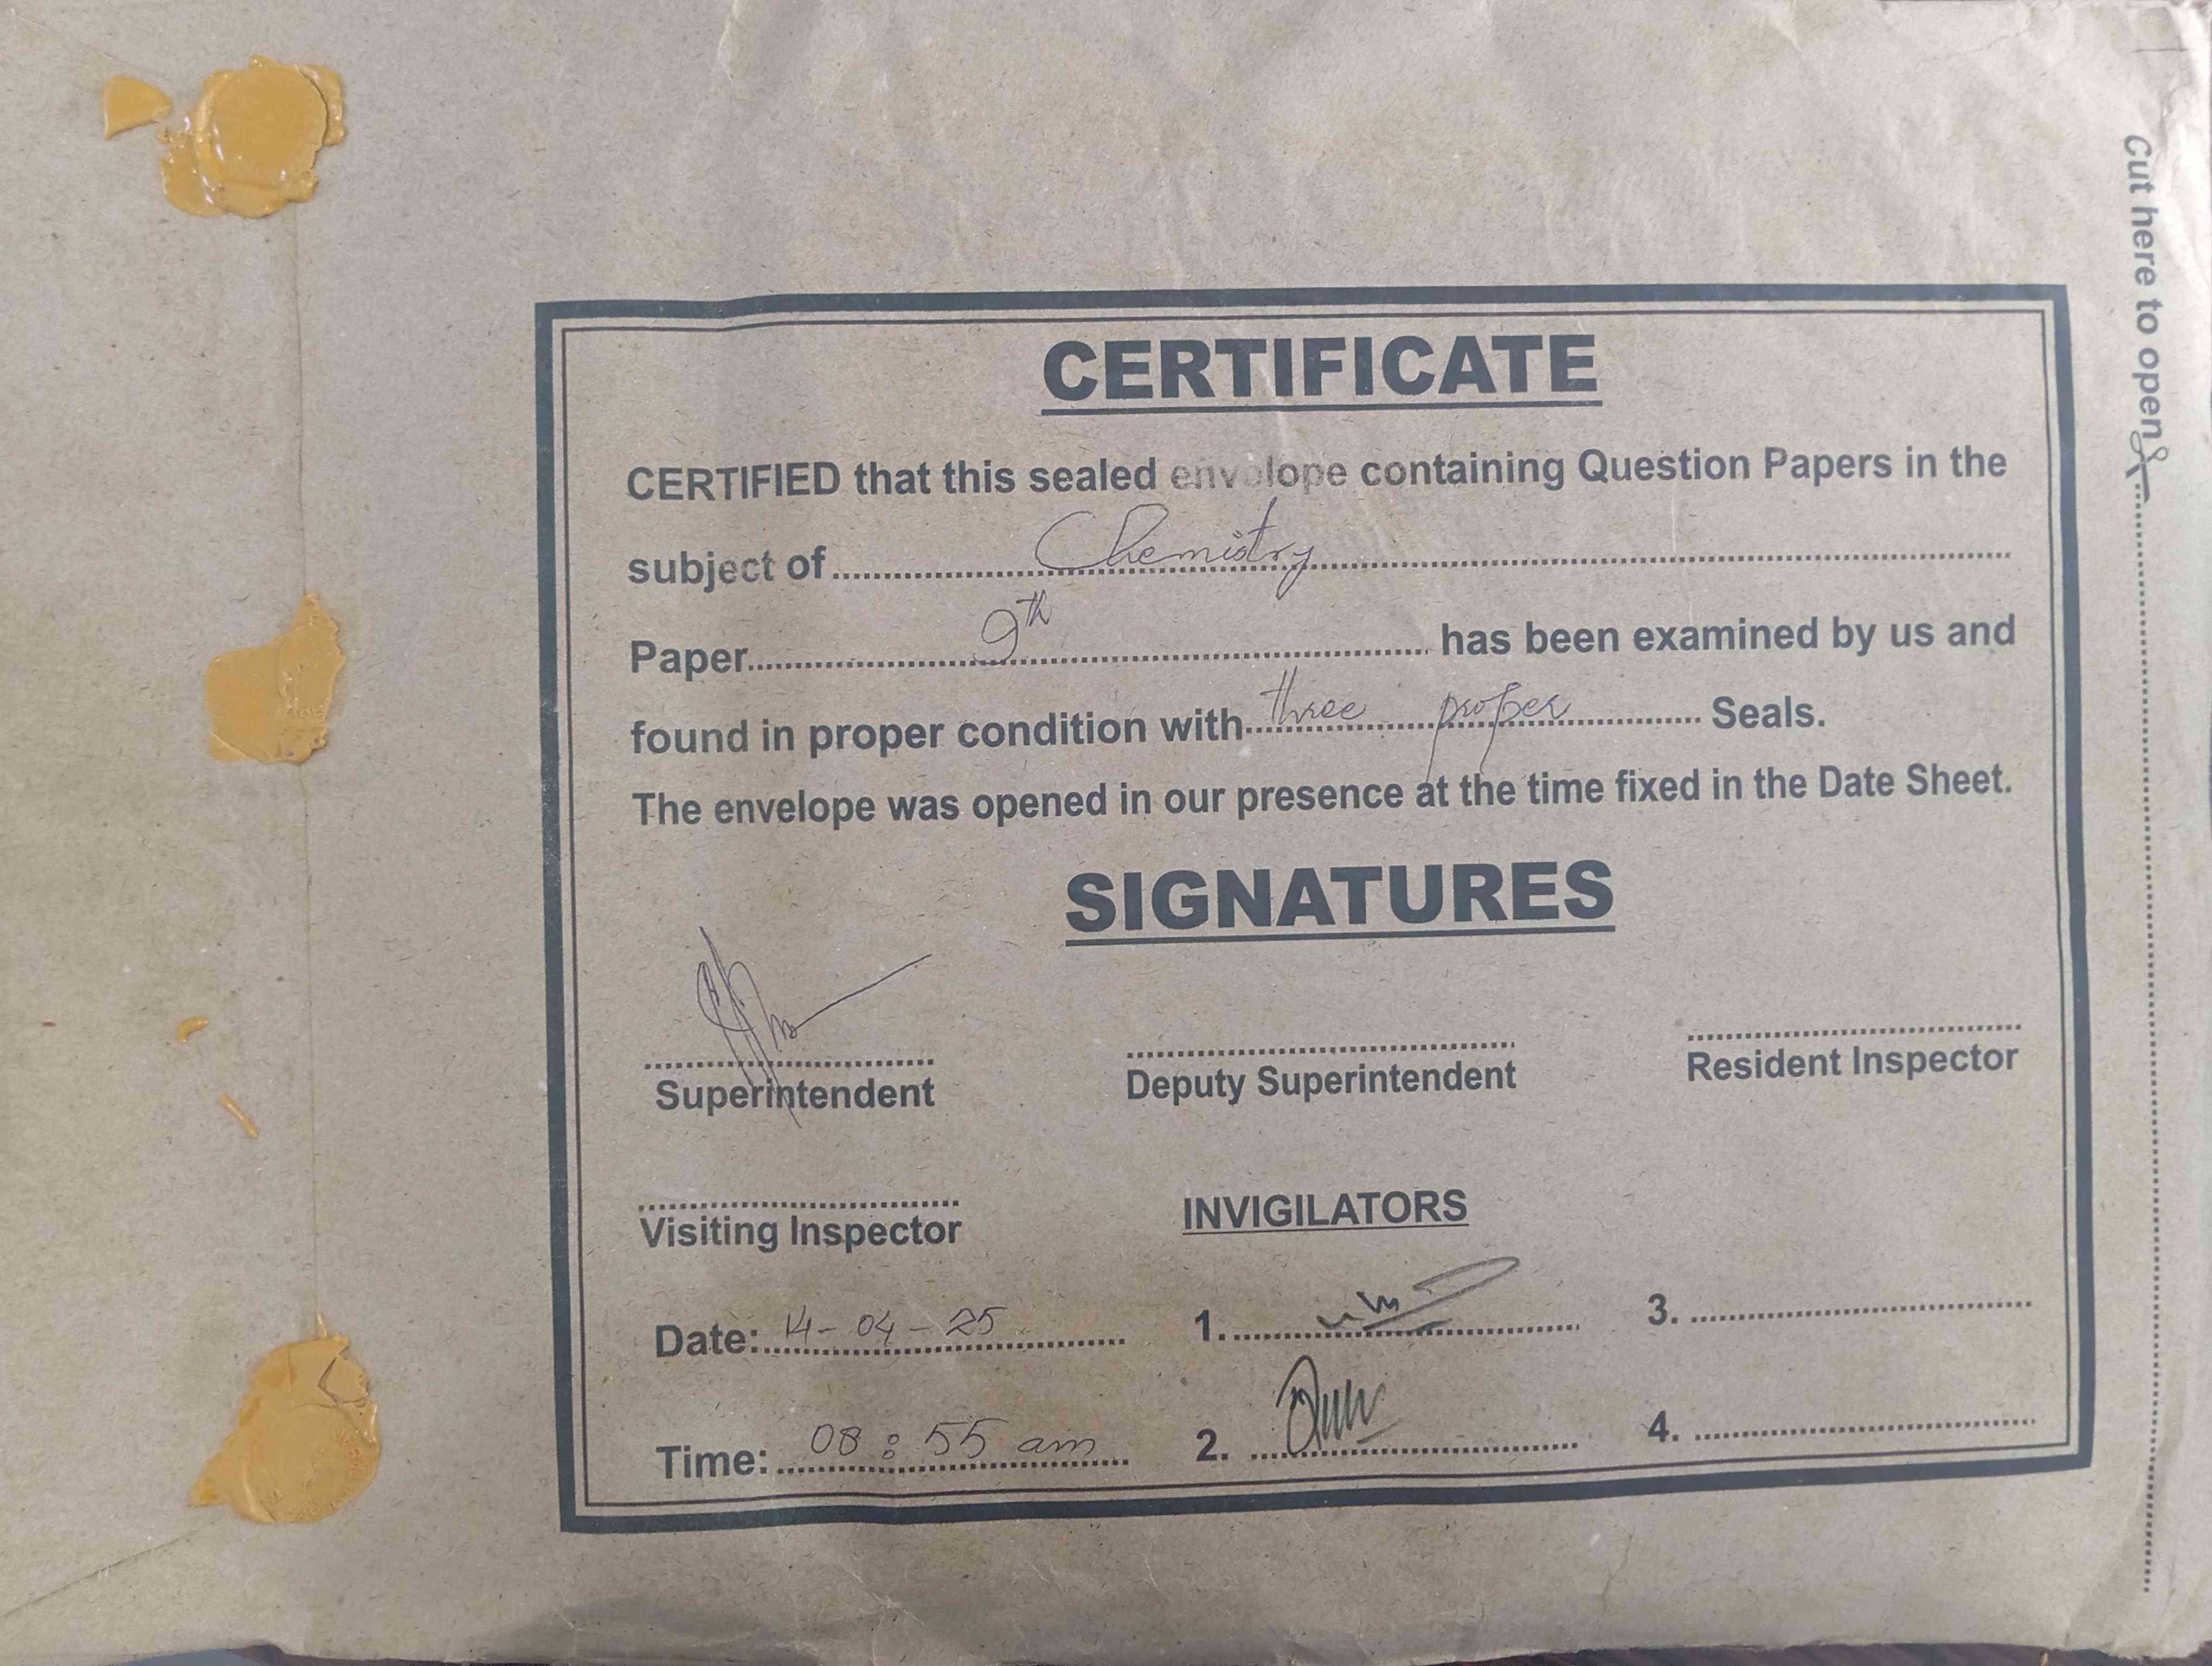 Cut here to open
CERTIFICATE
CERTIFIED that this sealed envelope containing Question Papers in the
subject of Chemistry
Paper 9th has been examined by us and
found in proper condition with three proper Seals.
The envelope was opened in our presence at the time fixed in the Date Sheet.
SIGNATURES
Superintendent Deputy Superintendent Resident Inspector
Visiting Inspector INVIGILATORS
Date: 14-04-25 1. 3.
Time: 08:55 am 2. 4.